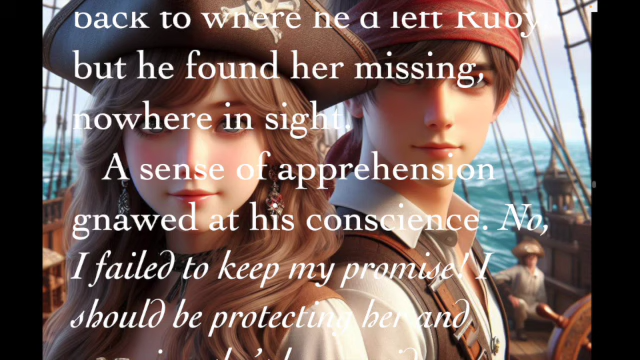 back to where he'd left Ruby,
but he found her missing,
nowhere in sight.
A sense of apprehension
gnawed at his conscience. No,
I failed to keep my promise! I
should be protecting her and